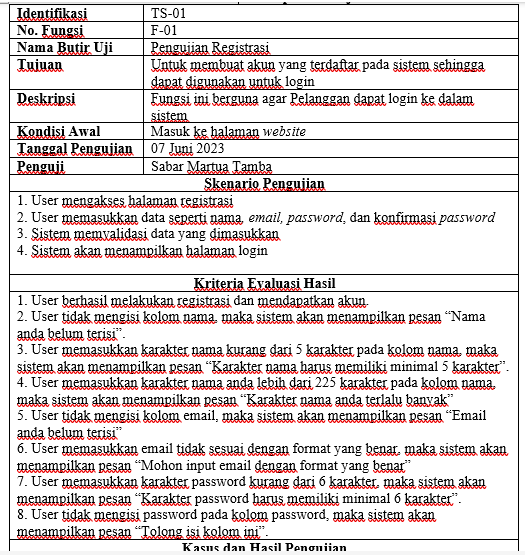 Identifikasi TS-01
No. Fungsi F-01
Nama Butir Uji Pengujian Registrasi
Tujuan Untuk membuat akun yang terdaftar pada sistem sehingga
dapat digunakan untuk login
Deskripsi Fungsi ini berguna agar Pelanggan dapat login ke dalam
sistem
Kondisi Awal Masuk ke halaman website
Tanggal Pengujian 07 Juni 2023
Penguji Sabar Martua Tamba
Skenario Pengujian
1. User mengakses halaman registrasi
2. User memasukkan data seperti nama, email, password, dan konfirmasi password
3. Sistem memvalidasi data yang dimasukkan
4. Sistem akan menampilkan halaman login
Kriteria Evaluasi Hasil
1. User berhasil melakukan registrasi dan mendapatkan akun.
2. User tidak mengisi kolom nama, maka sistem akan menampilkan pesan “Nama
anda belum terisi”.
3. User memasukkan karakter nama kurang dari 5 karakter pada kolom nama, maka
sistem akan menampilkan pesan “Karakter nama harus memiliki minimal 5 karakter”.
4. User memasukkan karakter nama anda lebih dari 225 karakter pada kolom nama,
maka sistem akan menampilkan pesan “Karakter nama anda terlalu banyak”
5. User tidak mengisi kolom email, maka sistem akan menampilkan pesan “Email
anda belum terisi”
6. User memasukkan email tidak sesuai dengan format yang benar, maka sistem akan
menampilkan pesan “Mohon input email dengan format yang benar”
7. User memasukkan karakter password kurang dari 6 karakter, maka sistem akan
menampilkan pesan “Karakter password harus memiliki minimal 6 karakter”.
8. User tidak mengisi password pada kolom password, maka sistem akan
menampilkan pesan “Tolong isi kolom ini”.
Kasus dan Hasil Pengujian